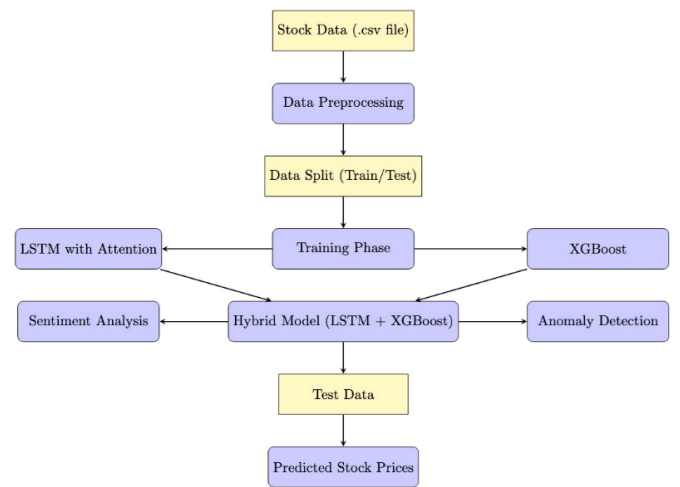 Stock Data (.csv file)
Data Preprocessing
Data Split (Train/Test)
LSTM with Attention
Training Phase
XGBoost
Sentiment Analysis
Hybrid Model (LSTM + XGBoost)
Anomaly Detection
Test Data
Predicted Stock Prices